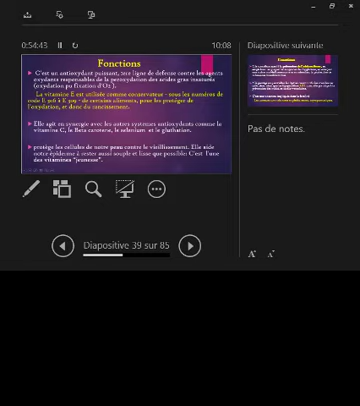 0:54:43
10:08
Diapositive suivante
Fonctions
C'est un antioxydant puissant, 1ère ligne de défense contre les agents
oxydants responsables de la peroxydation des acides gras insaturés
(oxydation pu fixation d'O2 ).
La vitamine E est utilisée comme conservateur - sous les numéros de
code E 306 à E 309 - de certains aliments, pour les protéger de
l'oxydation, et donc du rancissement.
Elle agit en synergie avec les autres systèmes antioxydants comme la
vitamine C, le Béta carotène, le sélénium et le gluthation.
protège les cellules de notre peau contre le vieillissement. Elle aide
notre épiderme à rester aussi souple et lisse que possible: C'est l'une
des vitamines "jeunesse".
Fonctions
Pas de notes.
Diapositive 39 sur 85
A
A